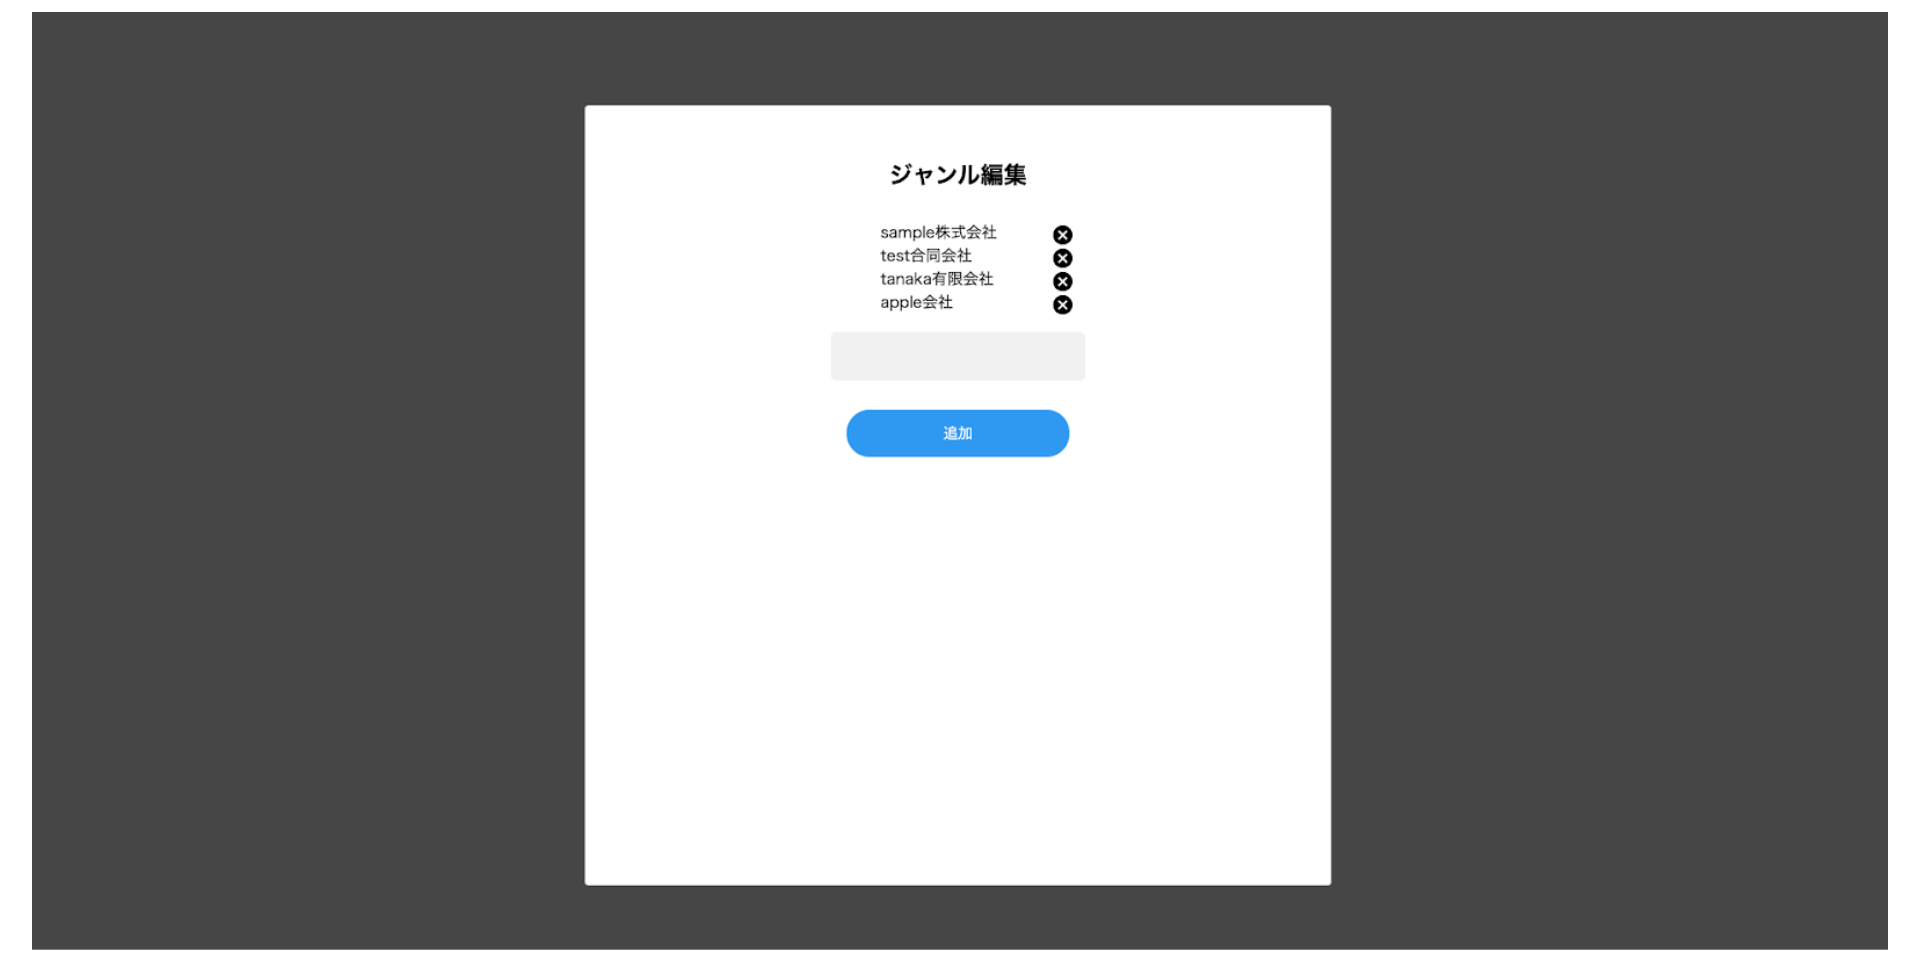 ジャンル編集
sample株式会社
test合同会社
tanaka有限会社
apple会社
追加